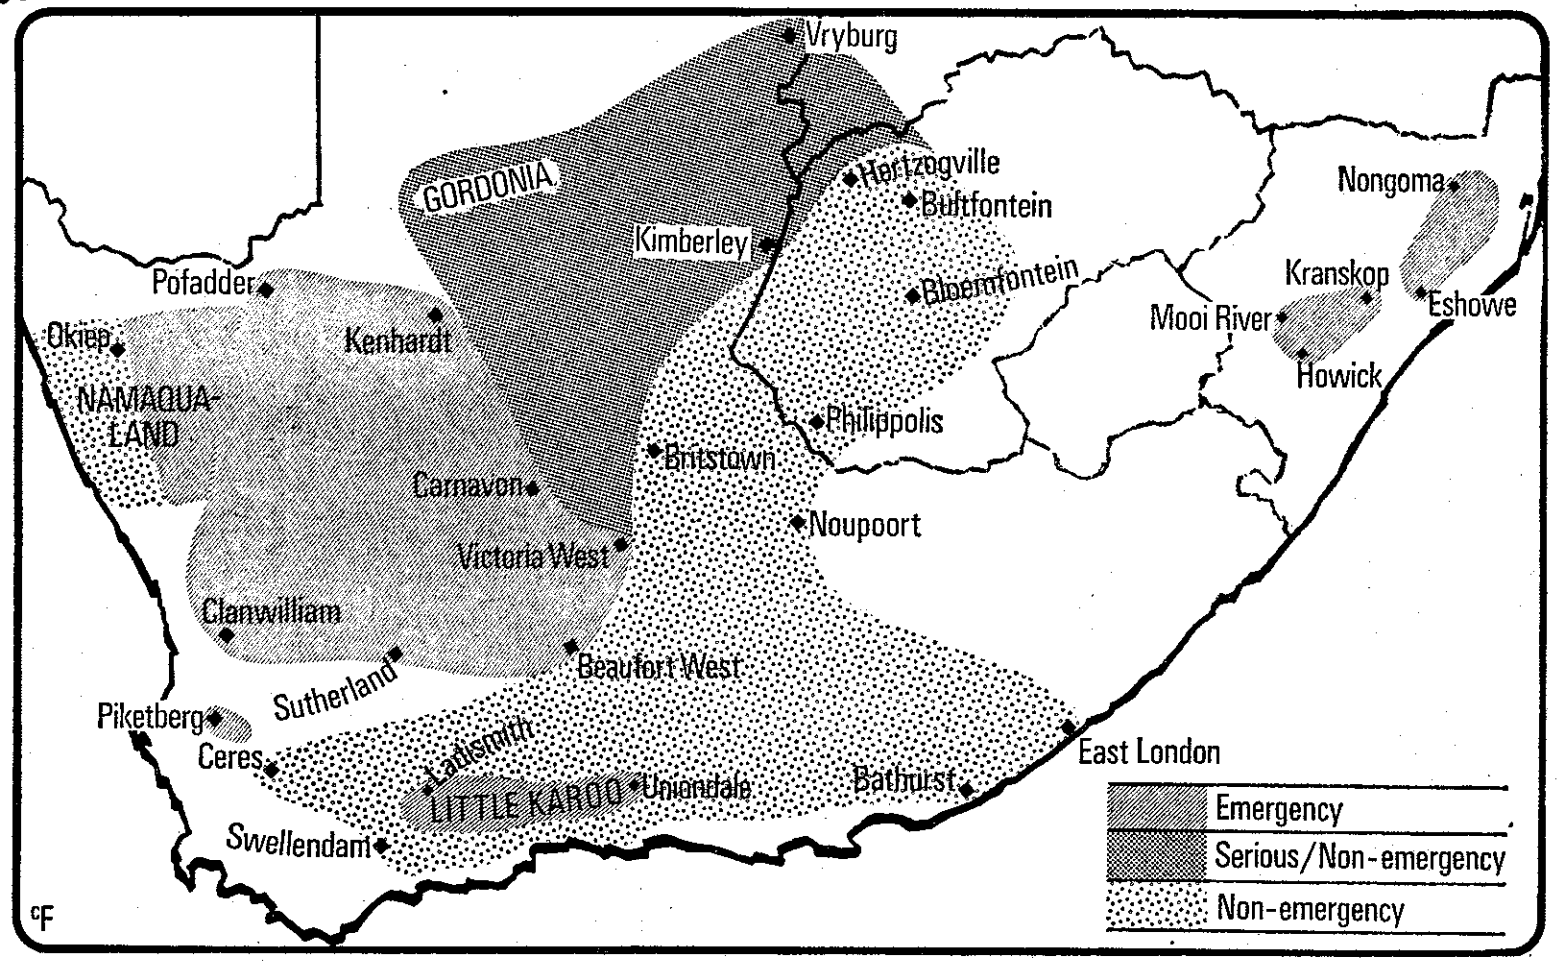 Vryburg
GORDONIA
Hertzogville
Bultfontein
Nongoma
Kimberley
Pofadder
Bloemfontein
Kranskop
Eshowe
Okiep
Kenhardt
Mooi River
Howick
NAMAQUA-
LAND
Philippolis
Britstown
Carnavon
Noupoort
Victoria West
Clanwilliam
Beaufort West
Sutherland
Piketberg
Ceres
Ladismith
East London
LITTLE KAROO
Uniondale
Bathurst
Swellendam
Emergency
Serious/Non-emergency
Non-emergency
cF